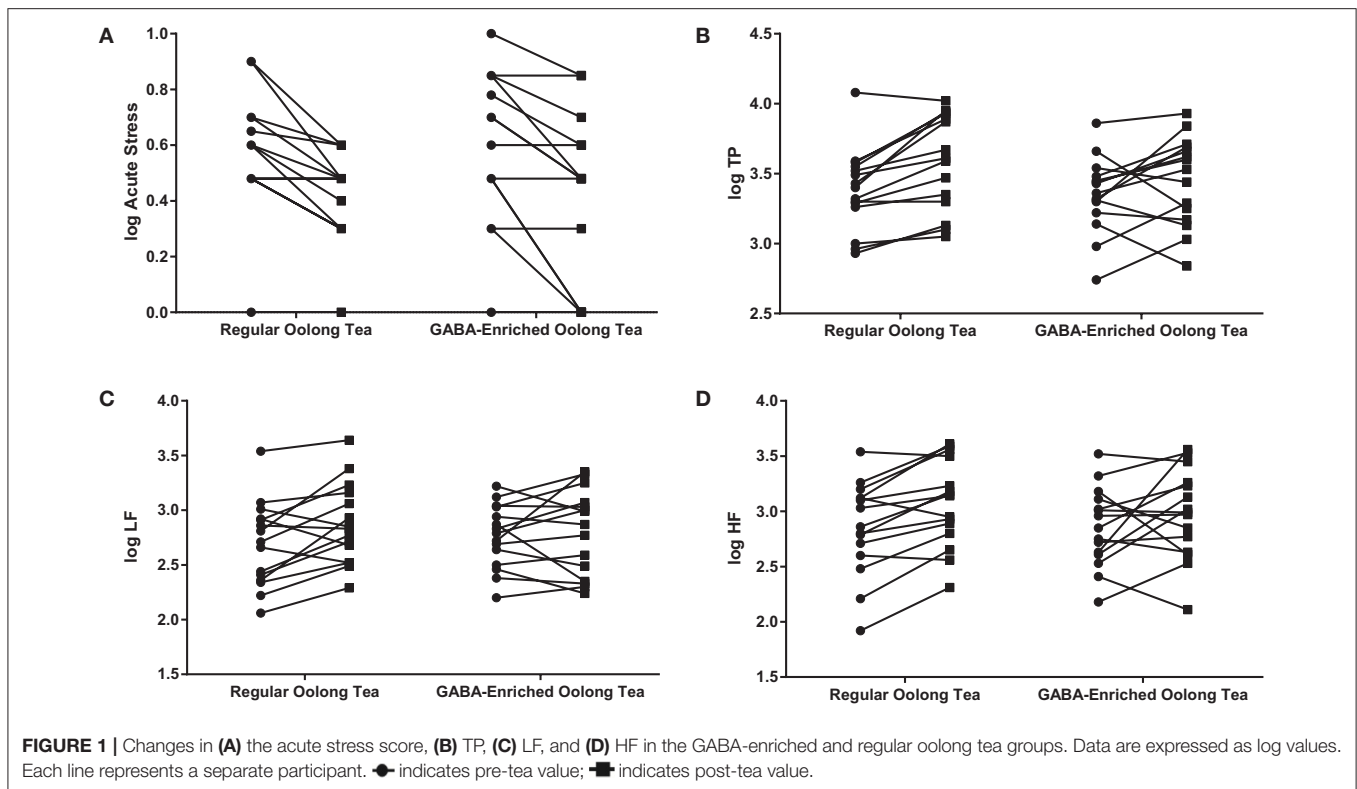 A
log Acute Stress
1.0
0.8
0.6
0.4
0.2
0.0
Regular Oolong Tea
GABA-Enriched Oolong Tea
B
log TP
4.5
4.0
3.5
3.0
2.5
Regular Oolong Tea
GABA-Enriched Oolong Tea
C
log LF
4.0
3.5
3.0
2.5
2.0
1.5
Regular Oolong Tea
GABA-Enriched Oolong Tea
D
log HF
4.0
3.5
3.0
2.5
2.0
1.5
Regular Oolong Tea
GABA-Enriched Oolong Tea
FIGURE 1 | Changes in (A) the acute stress score, (B) TP, (C) LF, and (D) HF in the GABA-enriched and regular oolong tea groups. Data are expressed as log values.
Each line represents a separate participant. indicates pre-tea value; indicates post-tea value.